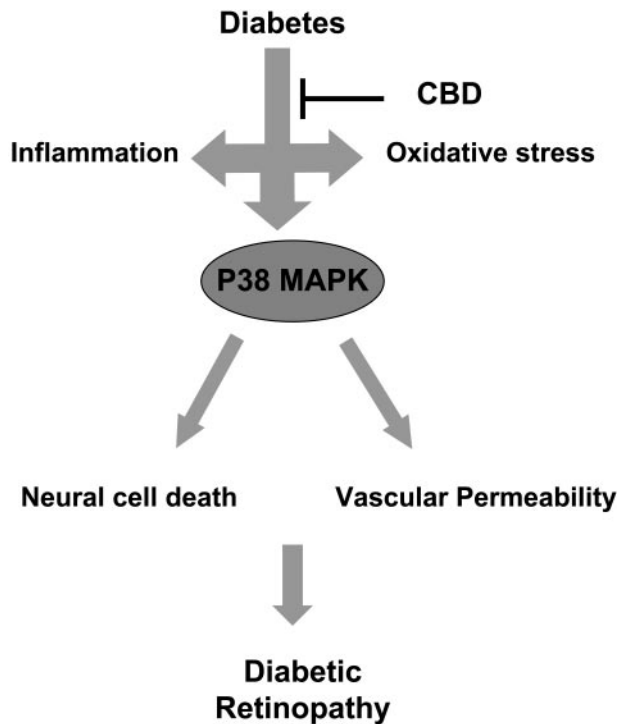 Diabetes
CBD
Inflammation
Oxidative stress
P38 MAPK
Neural cell death
Vascular Permeability
Diabetic
Retinopathy